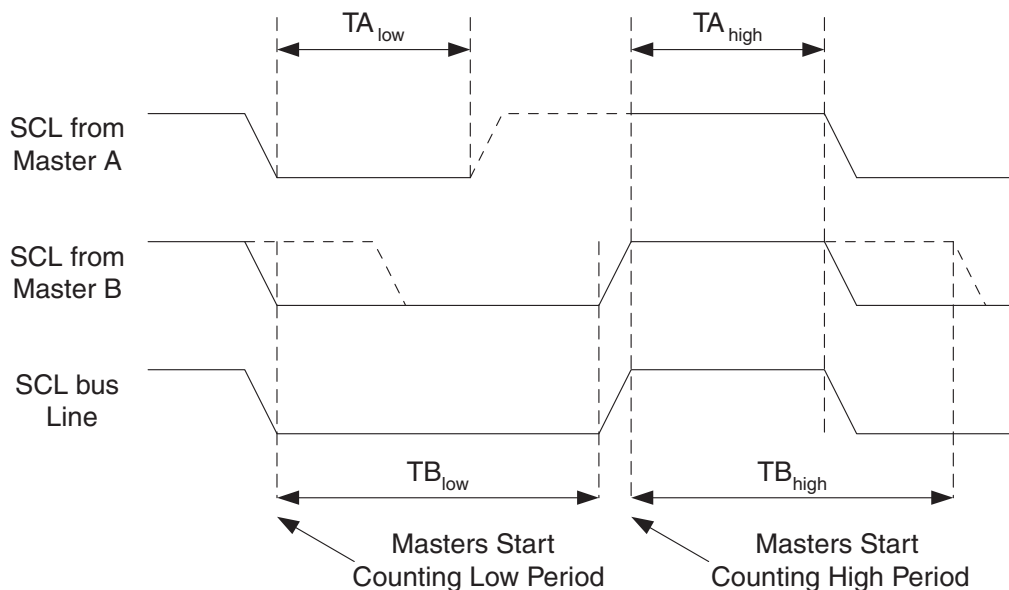 TA low
TA high
SCL from
Master A
SCL from
Master B
SCL bus
Line
TB low
TB high
Masters Start
Counting Low Period
Masters Start
Counting High Period